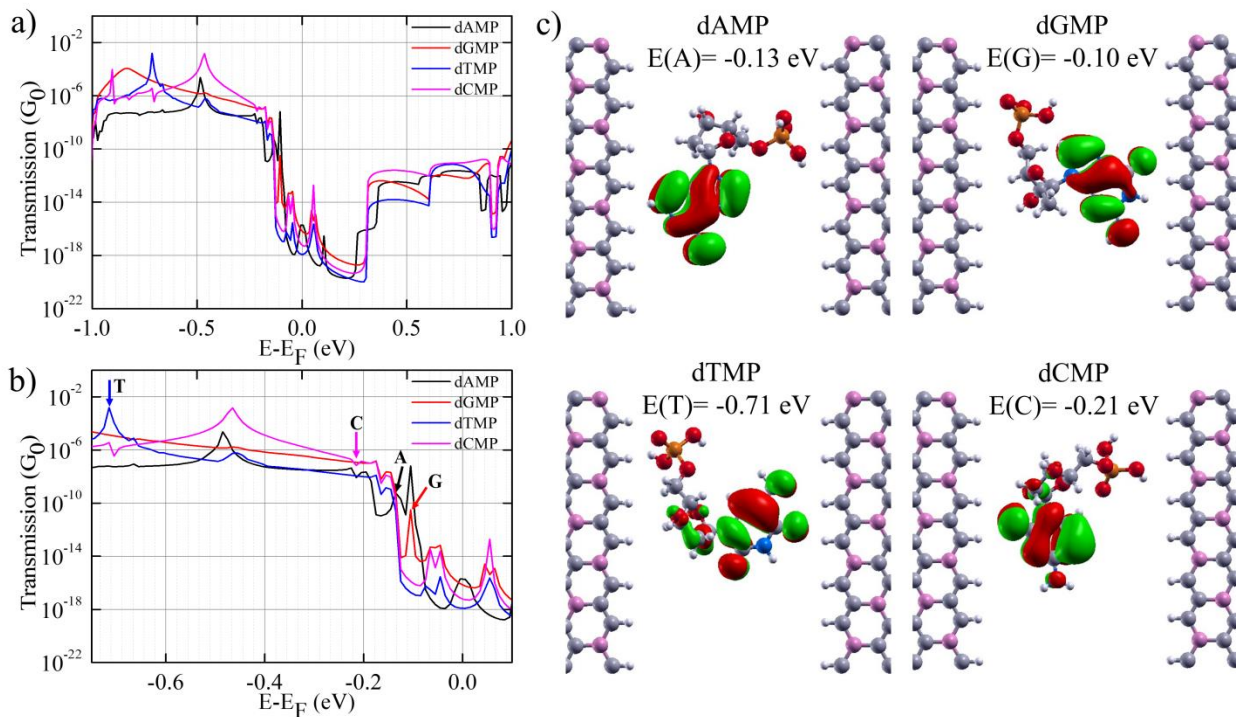 a)
Transmission (G0)
10-2
10-6
10-10
10-14
10-18
10-22
dAMP
dGMP
dTMP
dCMP
-1.0 -0.5 0.0 0.5 1.0
E-EF (eV)
b)
Transmission (G0)
10-2
10-6
10-10
10-14
10-18
10-22
T
C
A
G
dAMP
dGMP
dTMP
dCMP
-0.6 -0.4 -0.2 0.0
E-EF (eV)
c)
dAMP
E(A)= -0.13 eV
dGMP
E(G)= -0.10 eV
dTMP
E(T)= -0.71 eV
dCMP
E(C)= -0.21 eV